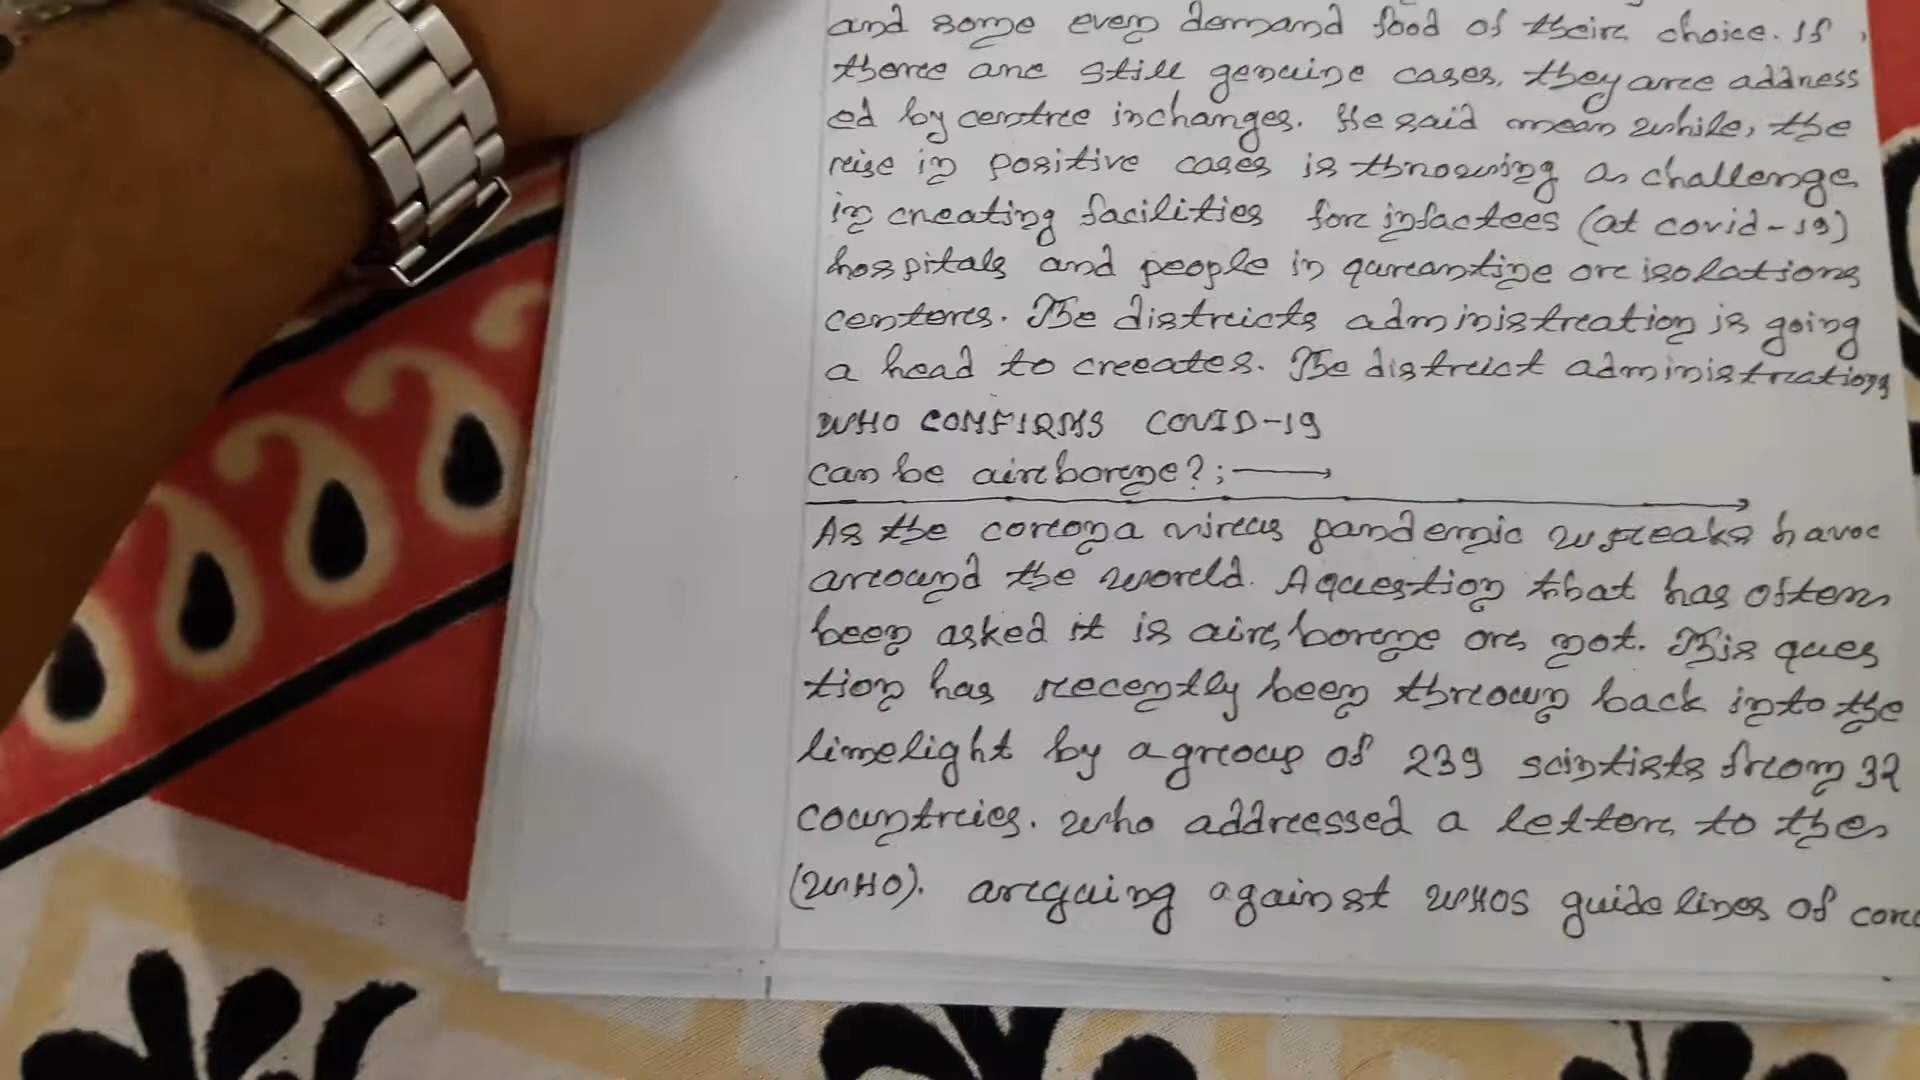 and some even demand food of their choice. If
there are still genuine cases. they are address
ed by centre inchanges. He said mean while, the
rise in positive cases is throwing a challenge
in creating facilities for infactees (at covid-19)
hospitals and people in qurantine or isolations
centers. The districts administration is going
a head to creeates. The district administrations
WHO CONFIRMS COVID-19
can be airborne?;
As the corona virus pandemic wreaks havoc
around the world. A question that has often
been asked it is air borne or not. This ques
tion has recently been thrown back into the
limelight by a group of 239 scintists from 32
countries. who addressed a letter to the
(WHO). arguing against WHOS guide lines of